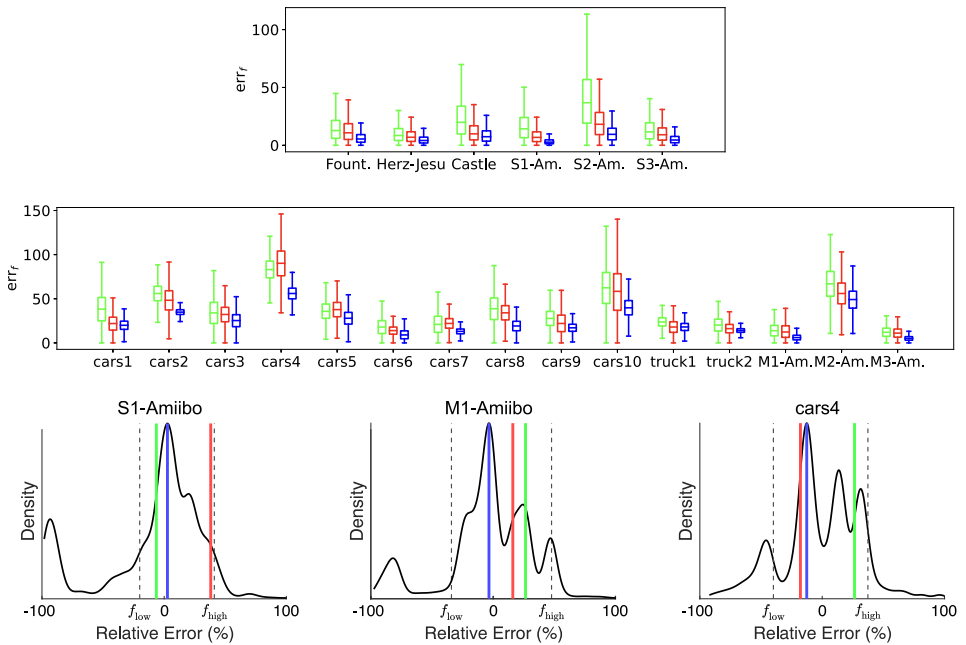 err_f
100
50
0
Fount. Herz-Jesu Castle S1-Am. S2-Am. S3-Am.
err_f
150
100
50
0
cars1 cars2 cars3 cars4 cars5 cars6 cars7 cars8 cars9 cars10 truck1 truck2 M1-Am. M2-Am. M3-Am.
S1-Amiibo
Density
-100 f_low 0 f_high 100
Relative Error (%)
M1-Amiibo
Density
-100 f_low 0 f_high 100
Relative Error (%)
cars4
Density
-100 f_low 0 f_high 100
Relative Error (%)